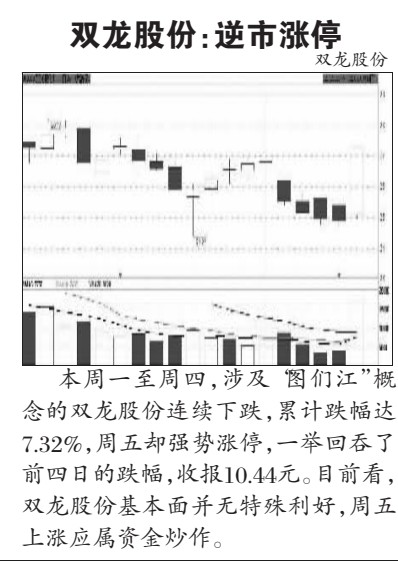 双龙股份:逆市涨停
双龙股份
本周一至周四,涉及“图们江”概
念的双龙股份连续下跌,累计跌幅达
7.32%,周五却强势涨停,一举回吞了
前四日的跌幅,收报10.44元。目前看,
双龙股份基本面并无特殊利好,周五
上涨应属资金炒作。